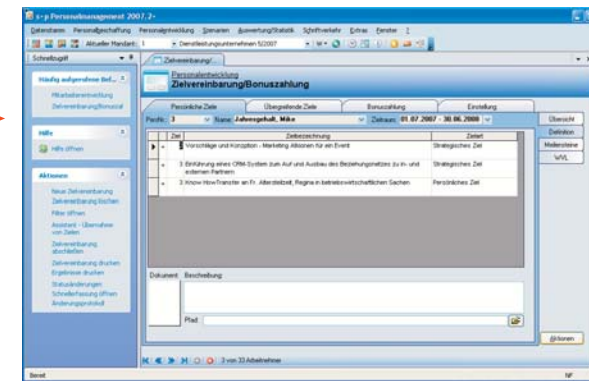 s+p Personalmanagement 2007.2+
Datenstamm Personalbeschaffung Personalentwicklung Szenarien Auswertung/Statistik Schriftverkehr Extras Fenster ?
Aktueller Mandant: 1 Dienstleistungsunternehmen 5/2007
Schnellzugriff
Zielvereinbarung/...
Personalentwicklung
Zielvereinbarung/Bonuszahlung
Häufig aufgerufene Bef...
Mitarbeiterentwicklung
Zielvereinbarung/Bonuszahl
Hilfe
Hilfe öffnen
Aktionen
Neue Zielvereinbarung
Zielvereinbarung löschen
Filter öffnen
Assistent - Übernahme
von Zielen
Zielvereinbarung
abschließen
Zielvereinbarung drucken
Ergebnisse drucken
Statusänderungen
Schnellerfassung öffnen
Änderungsprotokoll
Persönliche Ziele Übergreifende Ziele Bonuszahlung Einstellung
PersNr. 3 Name Jahresgehalt, Mike Zeitraum 01.07.2007 - 30.06.2008
Übersicht
Definition
Meilensteine
WVL
Ziel Zielbezeichnung Zielart
Vorschläge und Konzeption - Marketing Aktionen für ein Event Strategisches Ziel
3 Einführung eines CRM-System zum Auf und Ausbau des Beziehungsnetzes zu in- und
externen Partnern Strategisches Ziel
3 Know How Transfer an Fr. Altersteilzeit, Regina in betriebswirtschaftlichen Sachen Persönliches Ziel
Dokument Beschreibung:
Pfad:
Aktionen
3 von 33 Arbeitnehmer
Bereit NF